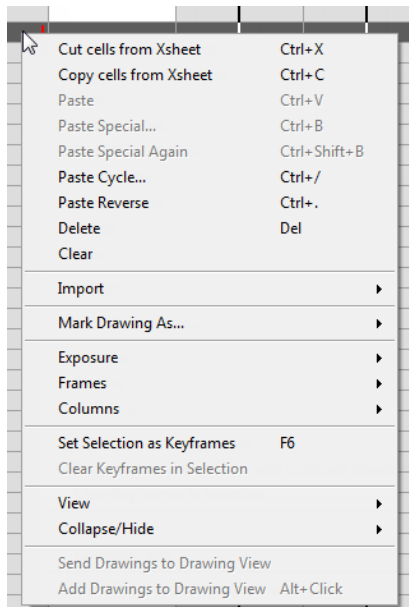 Cut cells from Xsheet Ctrl+X
Copy cells from Xsheet Ctrl+C
Paste Ctrl+V
Paste Special... Ctrl+B
Paste Special Again Ctrl+Shift+B
Paste Cycle... Ctrl+/
Paste Reverse Ctrl+.
Delete Del
Clear
Import
Mark Drawing As...
Exposure
Frames
Columns
Set Selection as Keyframes F6
Clear Keyframes in Selection
View
Collapse/Hide
Send Drawings to Drawing View
Add Drawings to Drawing View Alt+Click